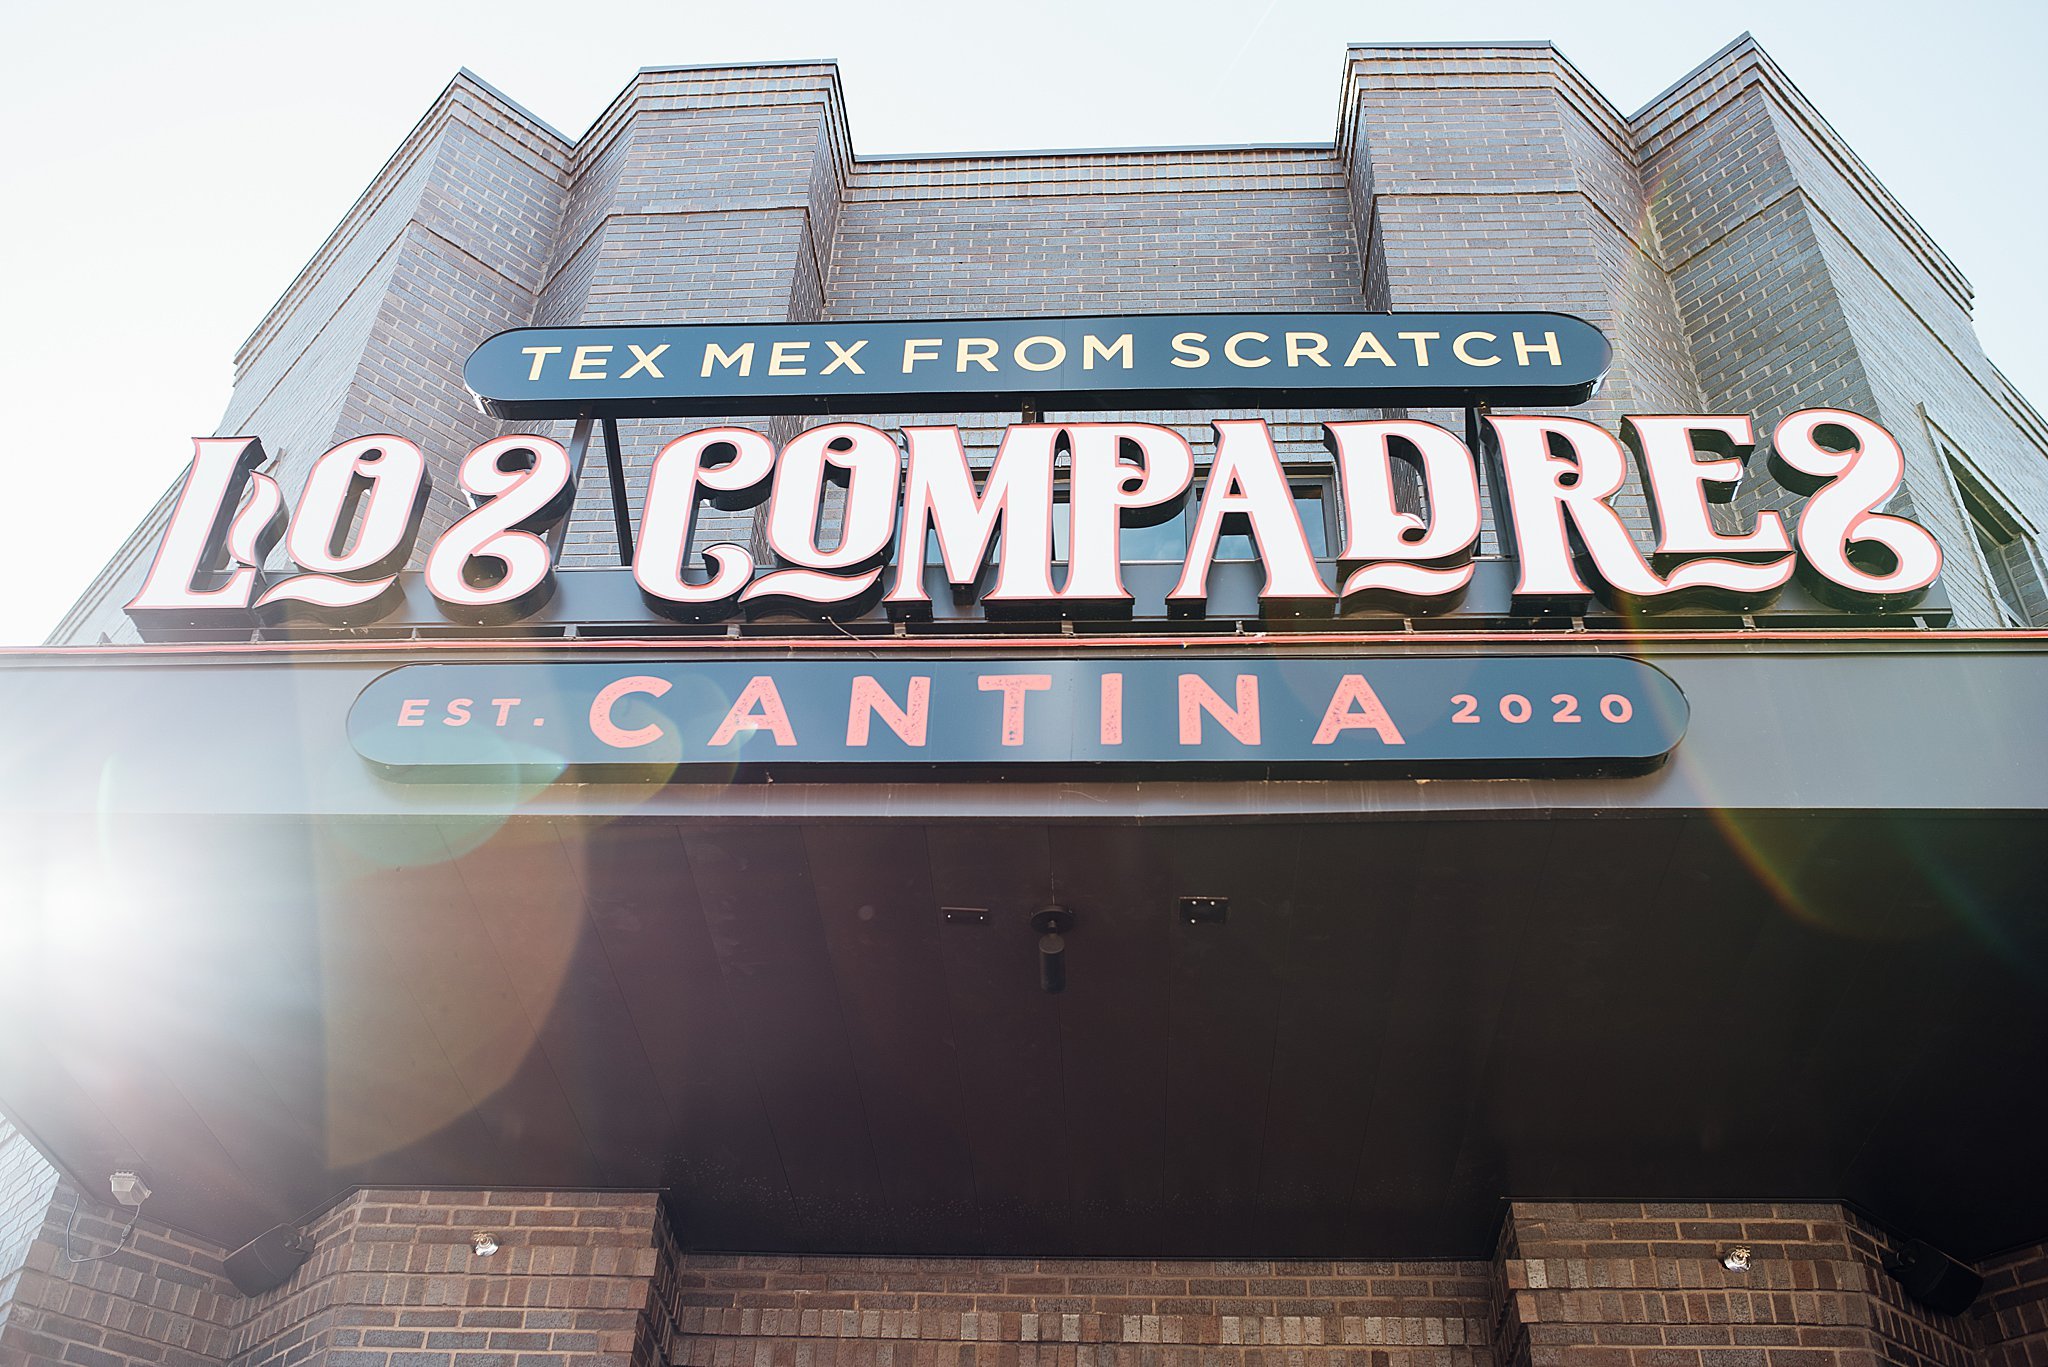 TEX MEX FROM SCRATCH
LOS COMPADRES
EST. CANTINA 2020